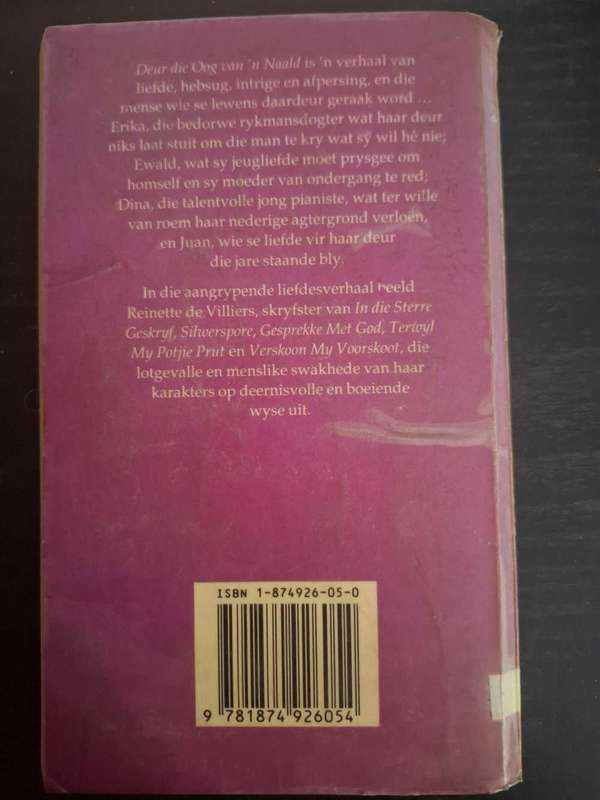 Deur die Oog van 'n Naald is 'n verhaal van
liefde, hebsug, intrige en afpersing, en die
mense wie se lewens daardeur geraak word ...
Erika, die bedorwe rykmansdogter wat haar deur
niks laat stuit om die man te kry wat sy wil hê nie;
Ewald, wat sy jeugliefde moet prysgee om
homself en sy moeder van ondergang te red;
Dina, die talentvolle jong pianiste, wat ter wille
van roem haar nederige agtergrond verloën,
en Juan, wie se liefde vir haar deur
die jare staande bly.
In die aangrypende liefdesverhaal beeld
Reinette de Villiers, skryfster van In die Sterre
Geskryf, Silwerspore, Gesprekke Met God, Terwyl
My Potjie Prut en Verskoon My Voorskoot, die
lotgevalle en menslike swakhede van haar
karakters op deernisvolle en boeiende
wyse uit.
ISBN 1-874926-05-0
9 781874 926054